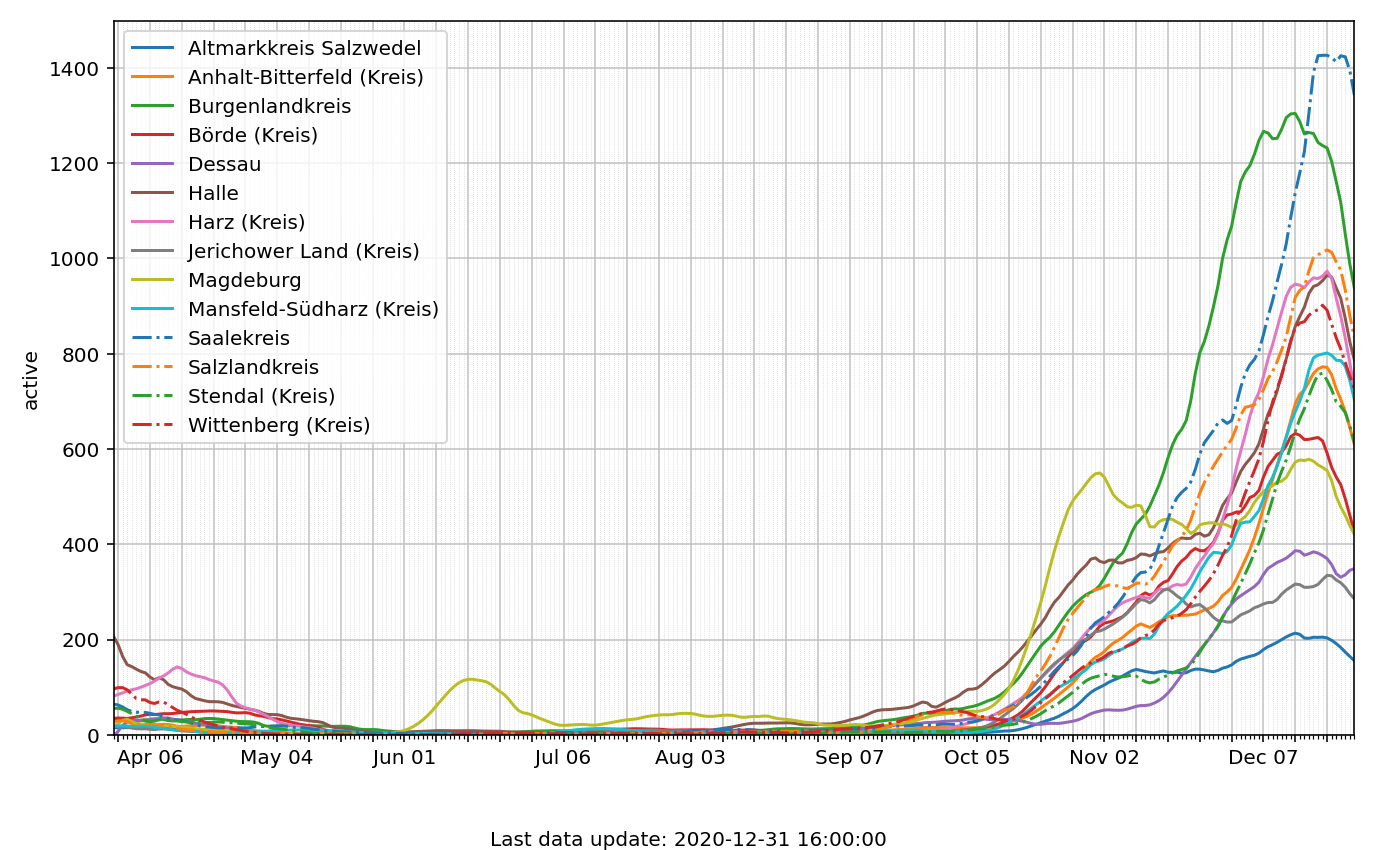 1400
1200
1000
800
600
400
200
0
active
Altmarkkreis Salzwedel
Anhalt-Bitterfeld (Kreis)
Burgenlandkreis
Börde (Kreis)
Dessau
Halle
Harz (Kreis)
Jerichower Land (Kreis)
Magdeburg
Mansfeld-Südharz (Kreis)
Saalekreis
Salzlandkreis
Stendal (Kreis)
Wittenberg (Kreis)
Apr 06 May 04 Jun 01 Jul 06 Aug 03 Sep 07 Oct 05 Nov 02 Dec 07
Last data update: 2020-12-31 16:00:00